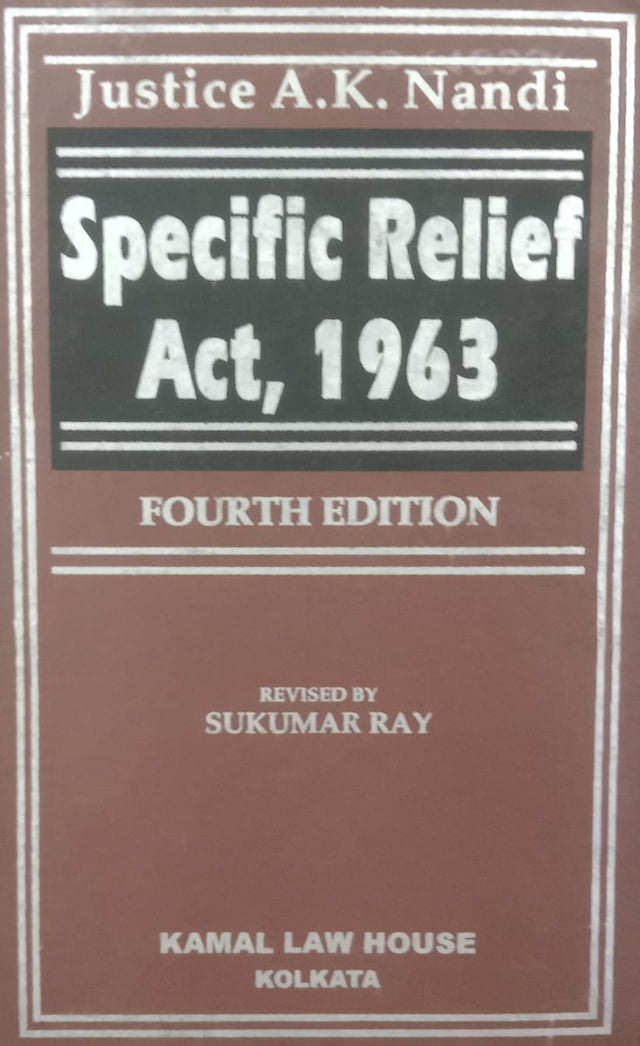 Justice A.K. Nandi
Specific Relief
Act, 1963
FOURTH EDITION
REVISED BY
SUKUMAR RAY
KAMAL LAW HOUSE
KOLKATA